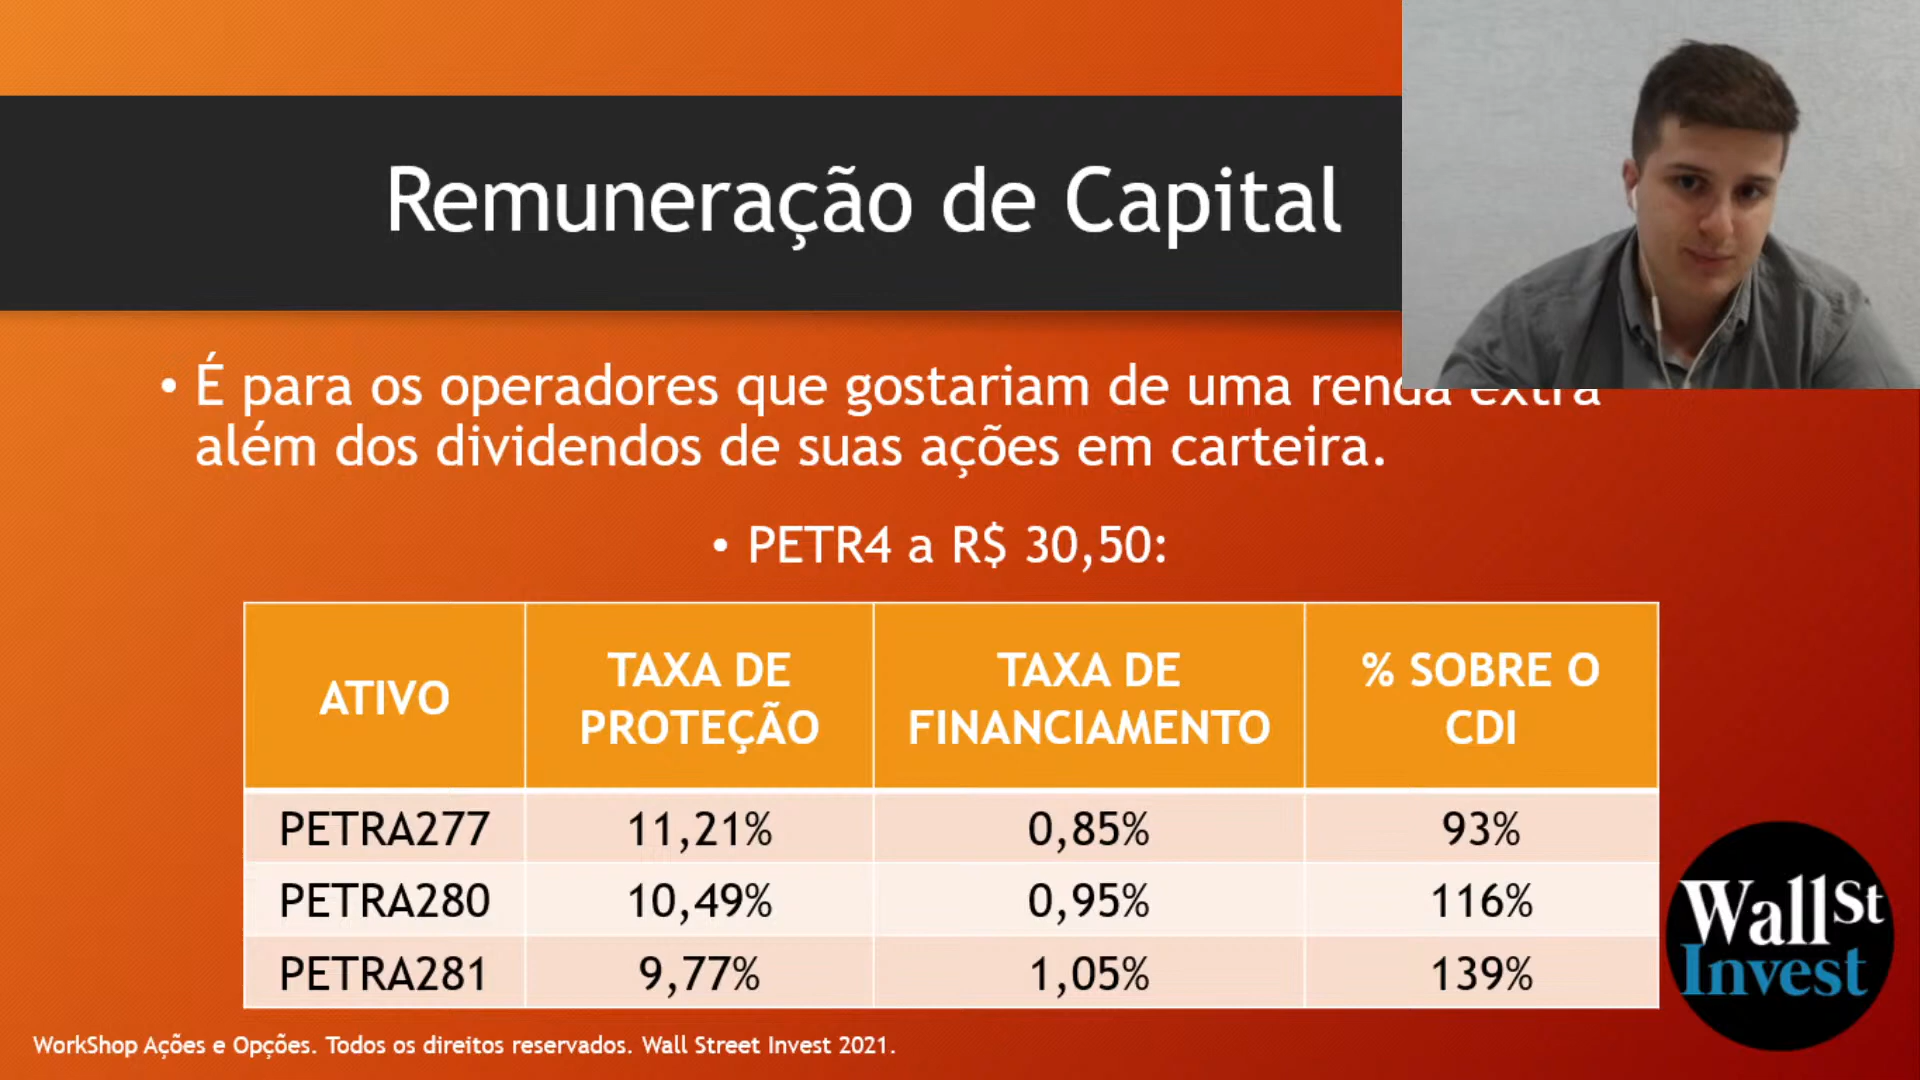 Remuneração de Capital
• É para os operadores que gostariam de uma renda extra
além dos dividendos de suas ações em carteira.
• PETR4 a R$ 30,50:
ATIVO
TAXA DE
PROTEÇÃO
TAXA DE
FINANCIAMENTO
% SOBRE O
CDI
PETRA277 11,21% 0,85% 93%
PETRA280 10,49% 0,95% 116%
PETRA281 9,77% 1,05% 139%
WallSt
Invest
WorkShop Ações e Opções. Todos os direitos reservados. Wall Street Invest 2021.